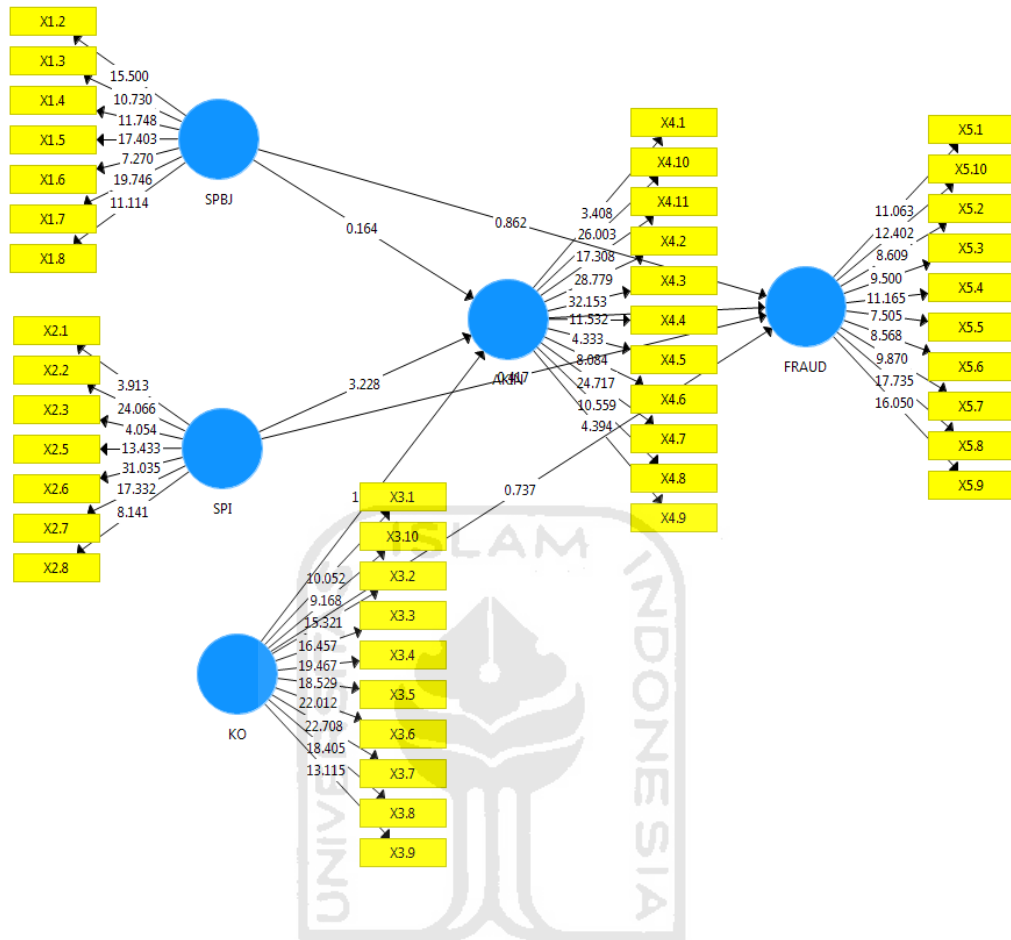 X1.2
X1.3
X1.4
X1.5
X1.6
X1.7
X1.8
15.500
10.730
11.748
17.403
7.270
19.746
11.114
SPBJ
0.164
0.862
X2.1
X2.2
X2.3
X2.5
X2.6
X2.7
X2.8
3.913
24.066
4.054
13.433
31.035
17.332
8.141
SPI
3.228
X4.1
X4.10
X4.11
X4.2
X4.3
X4.4
X4.5
X4.6
X4.7
X4.8
X4.9
3.408
26.003
17.308
28.779
32.153
11.532
4.333
8.084
24.717
10.559
4.394
X5.1
X5.10
X5.2
X5.3
X5.4
X5.5
X5.6
X5.7
X5.8
X5.9
11.063
12.402
8.609
9.500
11.165
7.505
8.568
9.870
17.735
16.050
FRAUD
0.737
1
X3.1
X3.10
X3.2
X3.3
X3.4
X3.5
X3.6
X3.7
X3.8
X3.9
10.052
9.168
15.321
16.457
19.467
18.529
22.012
22.708
18.405
13.115
KO
ISLAM
INDONESIA